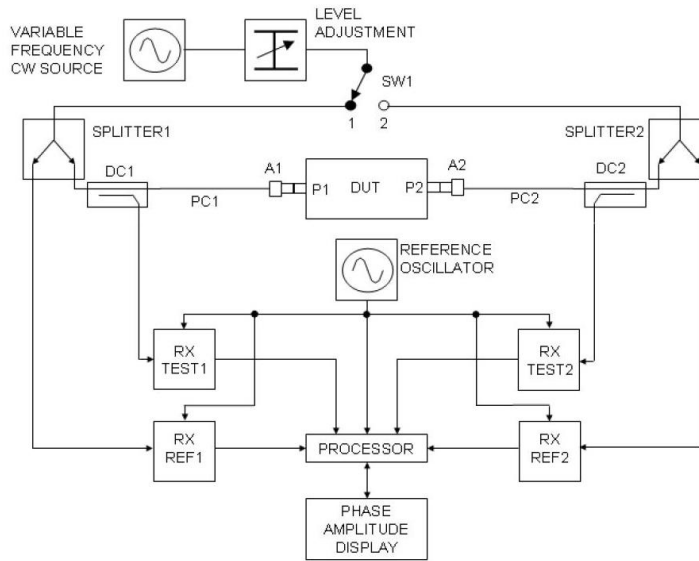 VARIABLE
FREQUENCY
CW SOURCE
LEVEL
ADJUSTMENT
SW1
1
2
SPLITTER1
SPLITTER2
DC1
A1
A2
DC2
P1
DUT
P2
PC1
PC2
REFERENCE
OSCILLATOR
RX
TEST1
RX
TEST2
RX
REF1
PROCESSOR
RX
REF2
PHASE
AMPLITUDE
DISPLAY